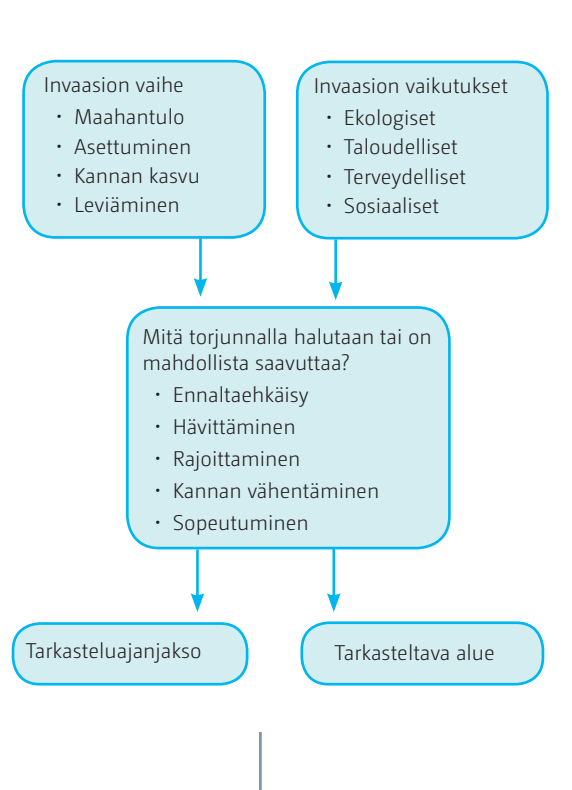 Invaasion vaihe
· Maahantulo
· Asettuminen
· Kannan kasvu
· Leviäminen
Invaasion vaikutukset
· Ekologiset
· Taloudelliset
· Terveydelliset
· Sosiaaliset
Mitä torjunnalla halutaan tai on
mahdollista saavuttaa?
· Ennaltaehkäisy
· Hävittäminen
· Rajoittaminen
· Kannan vähentäminen
· Sopeutuminen
Tarkasteluajanjakso
Tarkasteltava alue